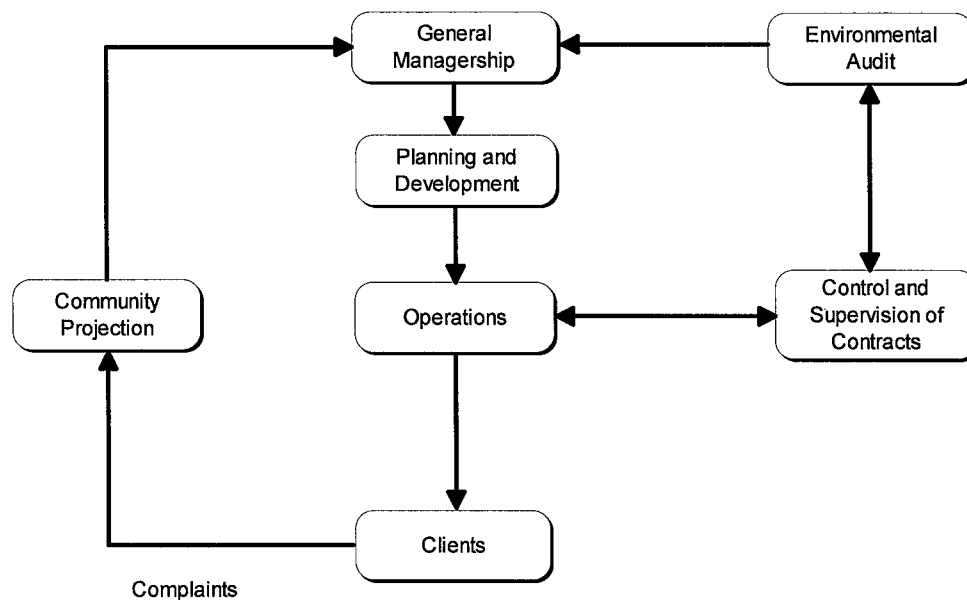 General
Managership
Environmental
Audit
Planning and
Development
Community
Projection
Operations
Control and
Supervision of
Contracts
Clients
Complaints